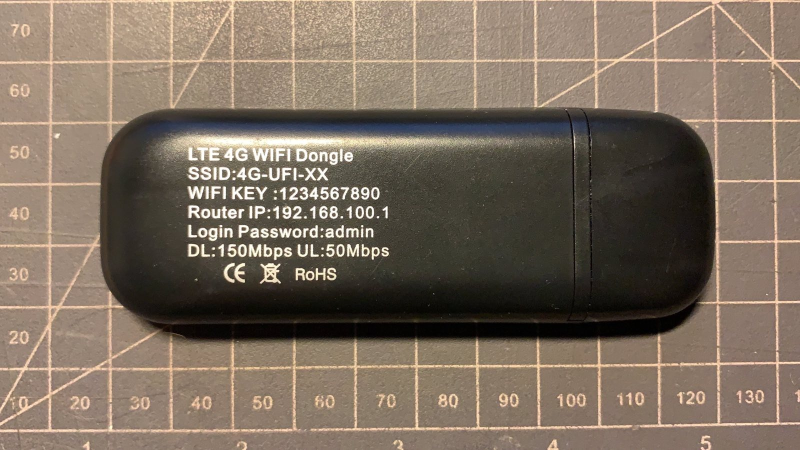 70
60
50
40
30
20
10 20 30 40 50 60 70 80 90 100 110 120 130
1 2 3 4 5
LTE 4G WIFI Dongle
SSID:4G-UFI-XX
WIFI KEY :1234567890
Router IP:192.168.100.1
Login Password:admin
DL:150Mbps UL:50Mbps
CE RoHS